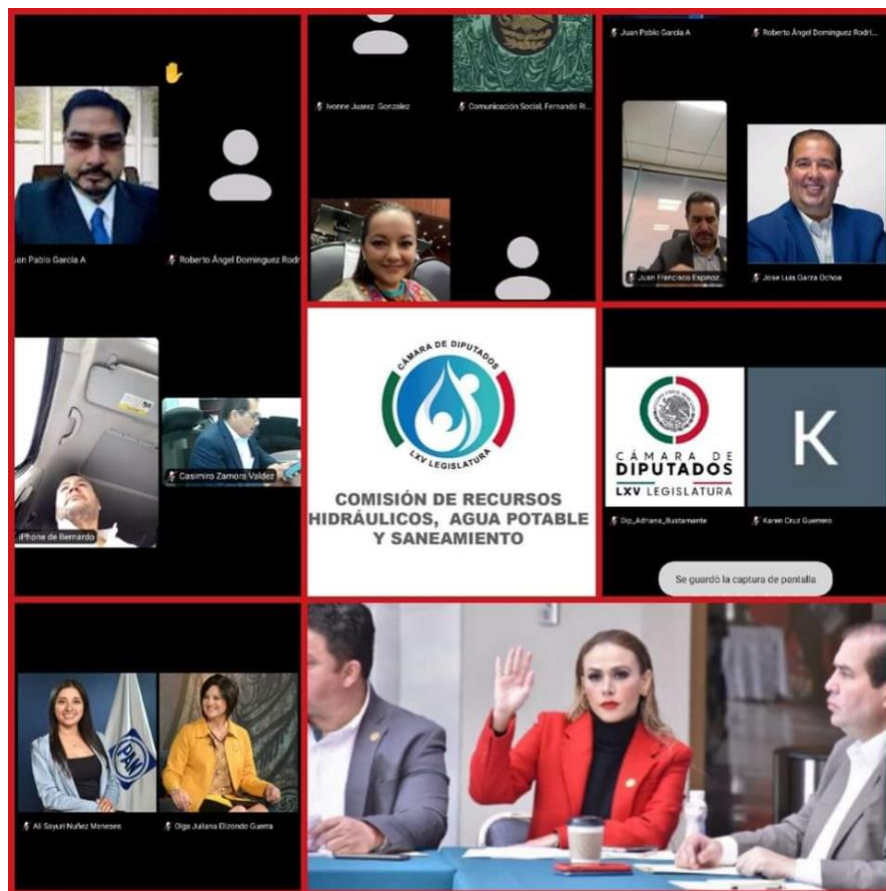 an Pablo García A
Roberto Ángel Domínguez Rodr
iPhone de Bernardo
Casimiro Zamora Valdez
Ivonne Juarez Gonzalez
Comunicación Social, Fernando Ri...
Juan Pablo García A
Roberto Ángel Domínguez Rodrí...
Juan Francisco Espinoz...
Jose Luis Garza Ochoa
CÁMARA DE DIPUTADOS
LXV LEGISLATURA
COMISIÓN DE RECURSOS
HIDRÁULICOS, AGUA POTABLE
Y SANEAMIENTO
CÁMARA DE
DIPUTADOS
LXV LEGISLATURA
K
Dip_Adriana_Bustamante
Karen Cruz Guerrero
Se guardó la captura de pantalla
PAN
Ali Sayuri Nuñez Meneses
Olga Juliana Elizondo Guerra